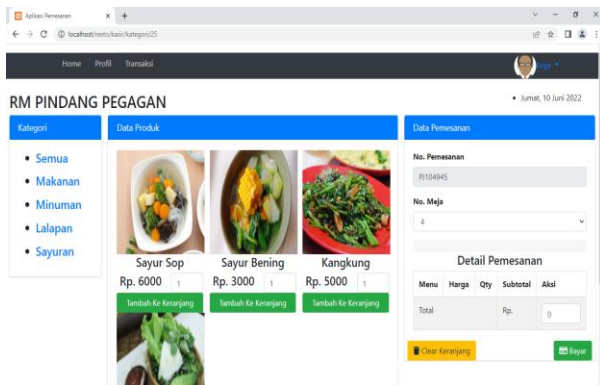 Aplikasi Pemesanan
localhost/resto/kasir/kategori/25
Home Profil Transaksi
RM PINDANG PEGAGAN
Jumat, 10 Juni 2022
Kategori
Semua
Makanan
Minuman
Lalapan
Sayuran
Data Produk
Sayur Sop
Rp. 6000 1
Tambah Ke Keranjang
Sayur Bening
Rp. 3000 1
Tambah Ke Keranjang
Kangkung
Rp. 5000 1
Tambah Ke Keranjang
Data Pemesanan
No. Pemesanan
PJ104945
No. Meja
4
Detail Pemesanan
Menu Harga Qty Subtotal Aksi
Total Rp. 0
Clear Keranjang
Bayar